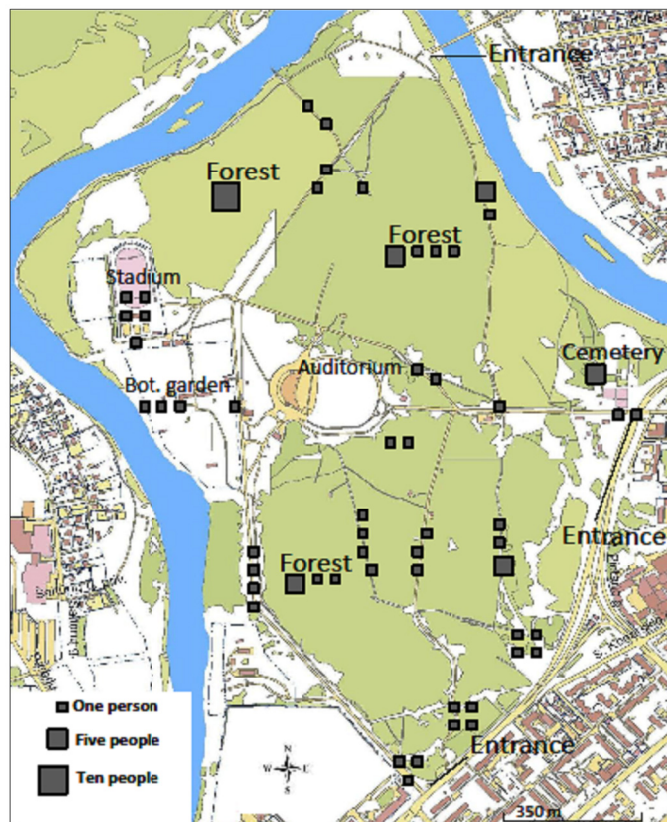 Entrance
Forest
Forest
Stadium
Cemetery
Auditorium
Bot. garden
Entrance
Forest
One person
Five people
Entrance
Ten people
N
W E
S
350 m